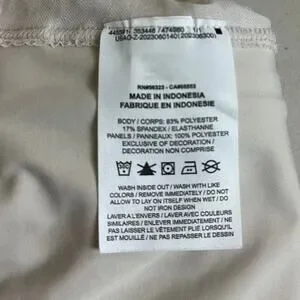 MADE IN INDONESIA
FABRIQUE EN INDONESIE
BODY / CORPS: 83% POLYESTER
17% SPANDEX / ELASTHANNE
PANELS / PANNEAUX: 100% POLYESTER
EXCLUSIVE OF DECORATION /
DECORATION NON COMPRISE
WASH INSIDE OUT / WASH WITH LIKE
COLORS / REMOVE IMMEDIATELY / DO NOT
ALLOW TO LAY ON ITSELF WHEN WET / DO
NOT IRON DESIGN
LAVER A L'ENVERS / LAVER AVEC COULEURS
SIMILAIRES / ENLEVER IMMEDIATEMENT / NE
PAS LAISSER LE VÊTEMENT PLIÉ LORSQU'IL
EST MOUILLÉ / NE PAS REPASSER LE DESSIN